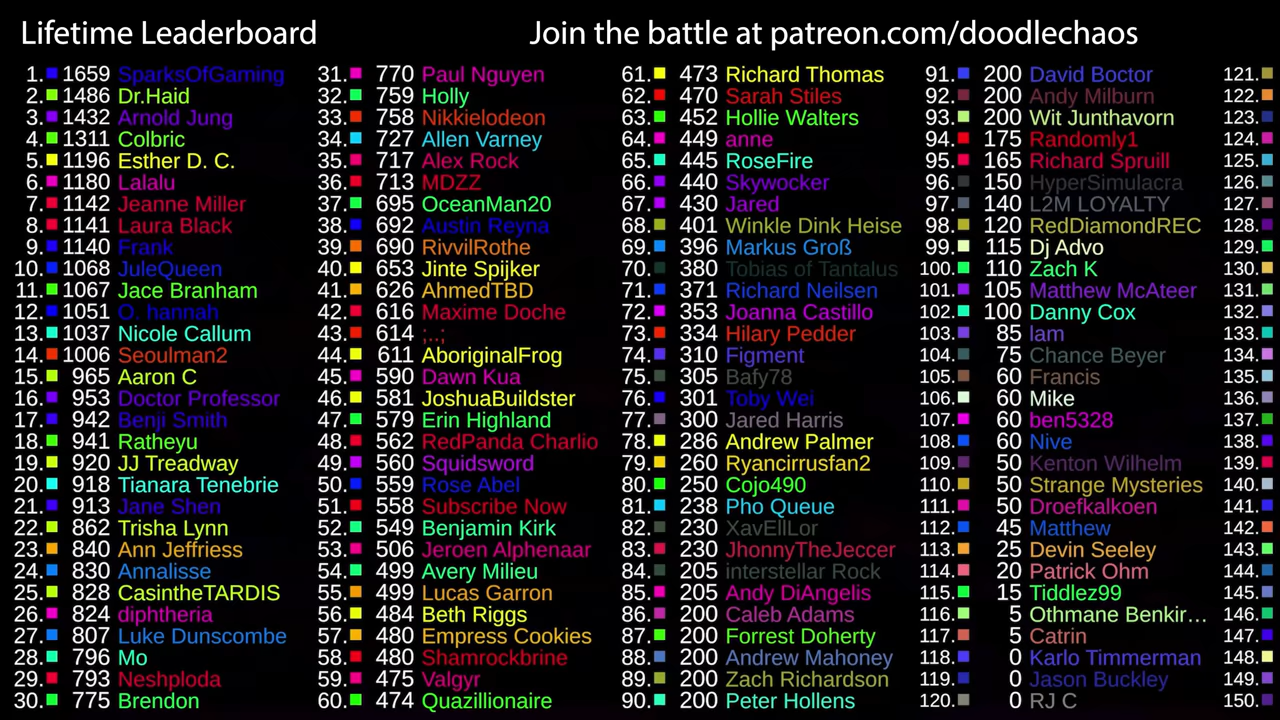 Lifetime Leaderboard
Join the battle at patreon.com/doodlechaos
1. 1659 SparksOfGaming
2. 1486 Dr.Haid
3. 1432 Arnold Jung
4. 1311 Colbric
5. 1196 Esther D. C.
6. 1180 Lalalu
7. 1142 Jeanne Miller
8. 1141 Laura Black
9. 1140 Frank
10. 1068 JuleQueen
11. 1067 Jace Branham
12. 1051 O. hannah
13. 1037 Nicole Callum
14. 1006 Seoulman2
15. 965 Aaron C
16. 953 Doctor Professor
17. 942 Benji Smith
18. 941 Ratheyu
19. 920 JJ Treadway
20. 918 Tianara Tenebrie
21. 913 Jane Shen
22. 862 Trisha Lynn
23. 840 Ann Jeffriess
24. 830 Annalisse
25. 828 CasintheTARDIS
26. 824 diphtheria
27. 807 Luke Dunscombe
28. 796 Mo
29. 793 Neshploda
30. 775 Brendon
31. 770 Paul Nguyen
32. 759 Holly
33. 758 Nikkielodeon
34. 727 Allen Varney
35. 717 Alex Rock
36. 713 MDZZ
37. 695 OceanMan20
38. 692 Austin Reyna
39. 690 RivvilRothe
40. 653 Jinte Spijker
41. 626 AhmedTBD
42. 616 Maxime Doche
43. 614 ;..;
44. 611 AboriginalFrog
45. 590 Dawn Kua
46. 581 JoshuaBuildster
47. 579 Erin Highland
48. 562 RedPanda Charlio
49. 560 Squidsword
50. 559 Rose Abel
51. 558 Subscribe Now
52. 549 Benjamin Kirk
53. 506 Jeroen Alphenaar
54. 499 Avery Milieu
55. 499 Lucas Garron
56. 484 Beth Riggs
57. 480 Empress Cookies
58. 480 Shamrockbrine
59. 475 Valgyr
60. 474 Quazillionaire
61. 473 Richard Thomas
62. 470 Sarah Stiles
63. 452 Hollie Walters
64. 449 anne
65. 445 RoseFire
66. 440 Skywocker
67. 430 Jared
68. 401 Winkle Dink Heise
69. 396 Markus Groß
70. 380 Tobias of Tantalus
71. 371 Richard Neilsen
72. 353 Joanna Castillo
73. 334 Hilary Pedder
74. 310 Figment
75. 305 Bafy78
76. 301 Toby Wei
77. 300 Jared Harris
78. 286 Andrew Palmer
79. 260 Ryancirrusfan2
80. 250 Cojo490
81. 238 Pho Queue
82. 230 XavEllLor
83. 230 JhonnyTheJeccer
84. 205 interstellar Rock
85. 205 Andy DiAngelis
86. 200 Caleb Adams
87. 200 Forrest Doherty
88. 200 Andrew Mahoney
89. 200 Zach Richardson
90. 200 Peter Hollens
91. 200 David Boctor
92. 200 Andy Milburn
93. 200 Wit Junthavorn
94. 175 Randomly1
95. 165 Richard Spruill
96. 150 HyperSimulacra
97. 140 L2M LOYALTY
98. 120 RedDiamondREC
99. 115 Dj Advo
100. 110 Zach K
101. 105 Matthew McAteer
102. 100 Danny Cox
103. 85 lam
104. 75 Chance Beyer
105. 60 Francis
106. 60 Mike
107. 60 ben5328
108. 60 Nive
109. 50 Kenton Wilhelm
110. 50 Strange Mysteries
111. 50 Droefkalkoen
112. 45 Matthew
113. 25 Devin Seeley
114. 20 Patrick Ohm
115. 15 Tiddlez99
116. 5 Othmane Benkir...
117. 5 Catrin
118. 0 Karlo Timmerman
119. 0 Jason Buckley
120. 0 RJ C
121.
122.
123.
124.
125.
126.
127.
128.
129.
130.
131.
132.
133.
134.
135.
136.
137.
138.
139.
140.
141.
142.
143.
144.
145.
146.
147.
148.
149.
150.